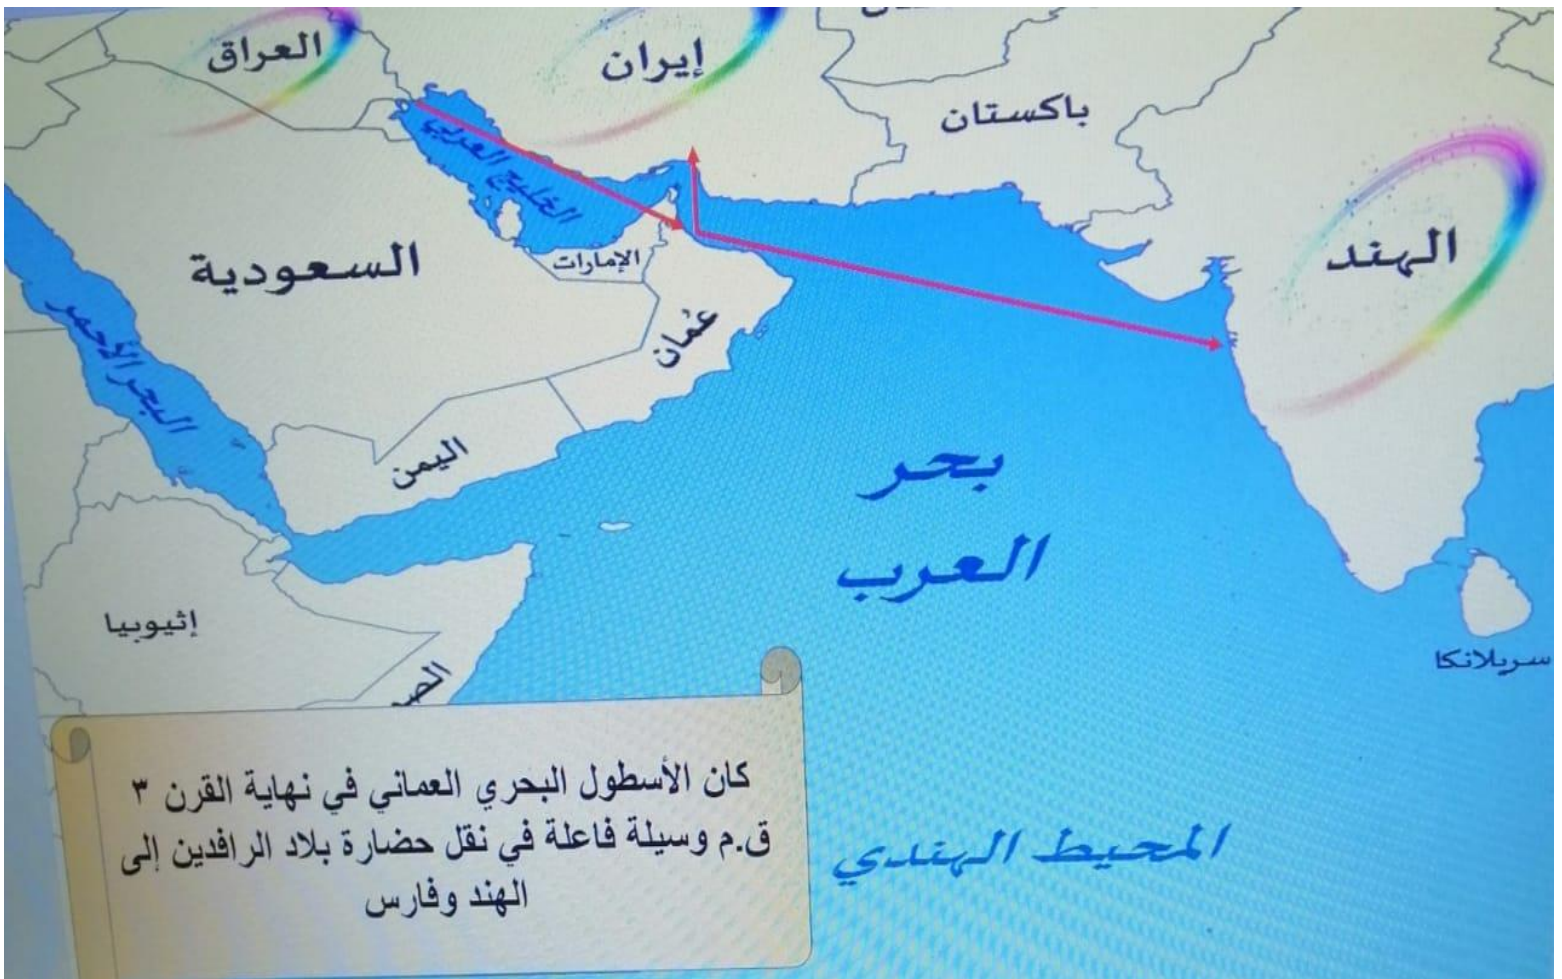 العراق
إيران
باكستان
الهند
الخليج العربي
السعودية
الإمارات
عُمان
البحر الأحمر
اليمن
بحر
العرب
إثيوبيا
الصو
سريلانكا
المحيط الهندي
كان الأسطول البحري العماني في نهاية القرن ٣
ق.م وسيلة فاعلة في نقل حضارة بلاد الرافدين إلى
الهند وفارس